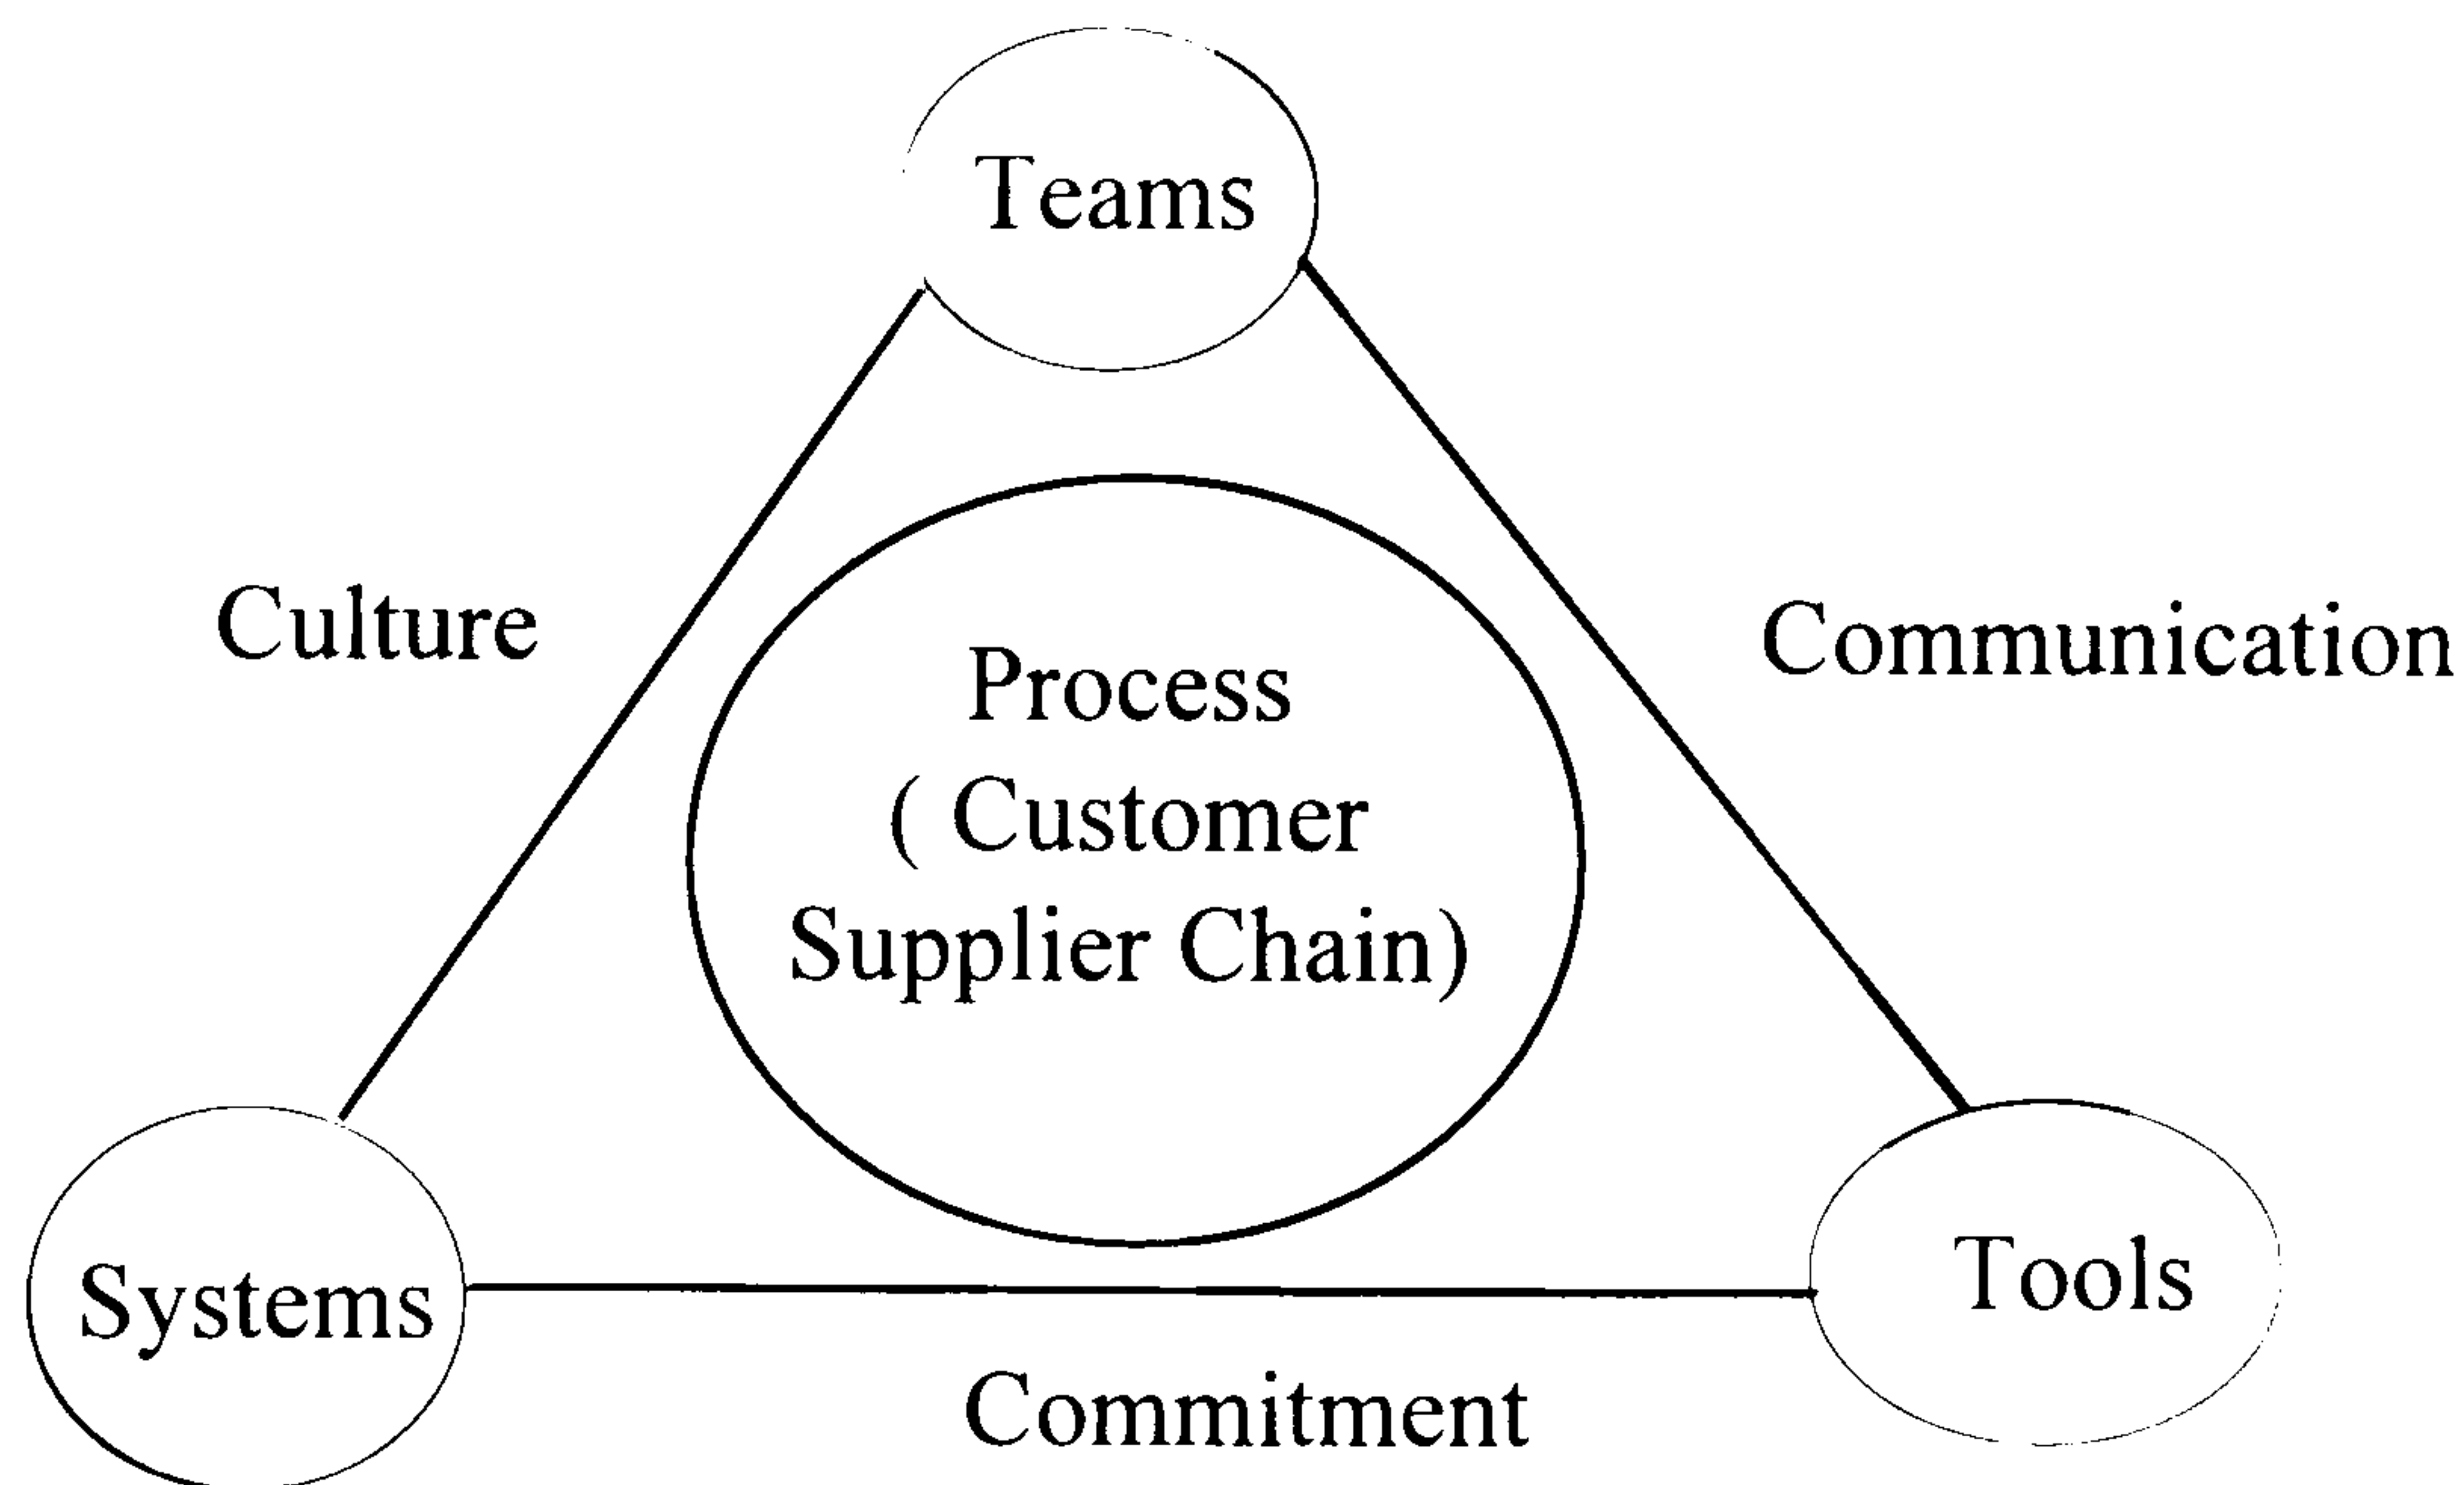 Teams
Culture
Communication
Process
( Customer
Supplier Chain)
Systems
Tools
Commitment